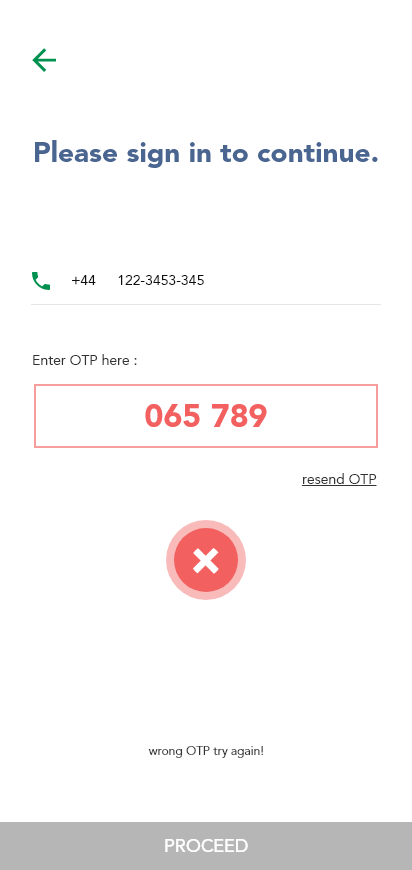 Please sign in to continue.
+44 122-3453-345
Enter OTP here :
065 789
resend OTP
wrong OTP try again!
PROCEED